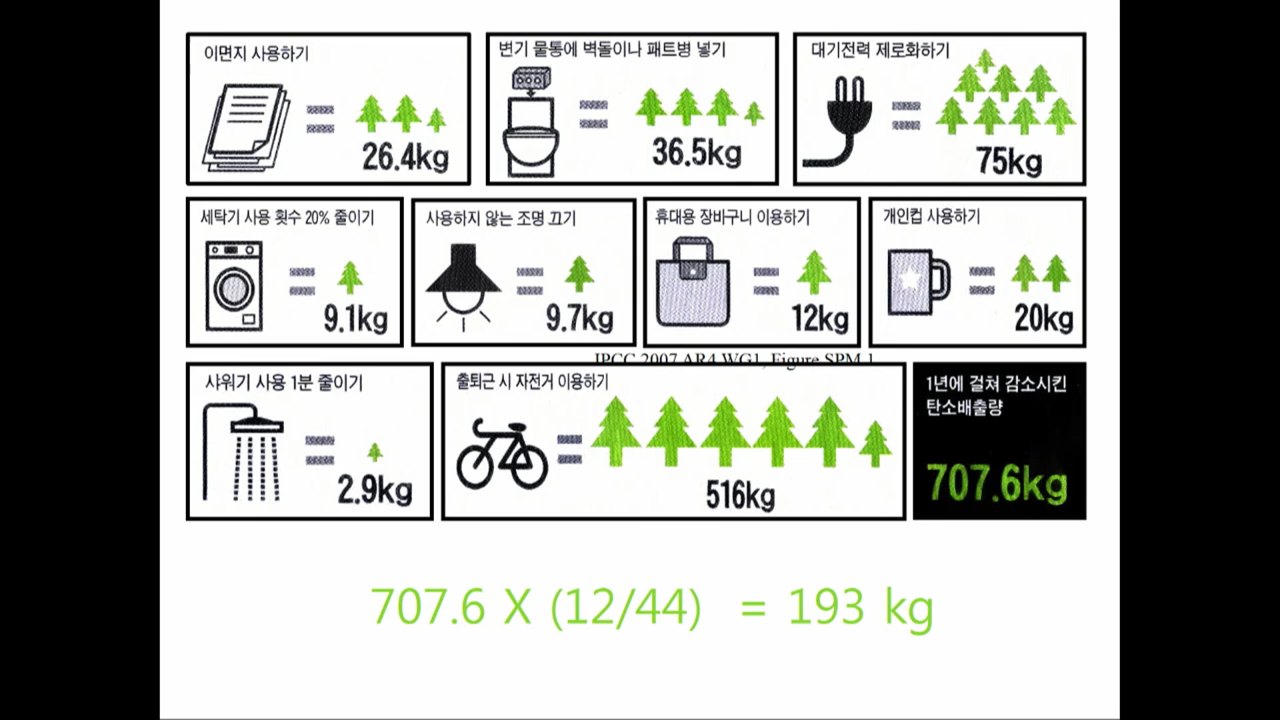 이면지 사용하기
26.4kg
변기 물통에 벽돌이나 패트병 넣기
36.5kg
대기전력 제로화하기
75kg
세탁기 사용 횟수 20% 줄이기
9.1kg
사용하지 않는 조명 끄기
9.7kg
휴대용 장바구니 이용하기
12kg
개인컵 사용하기
20kg
IPCC 2007 AR4 WG1, Figure SPM.1
샤워기 사용 1분 줄이기
2.9kg
출퇴근 시 자전거 이용하기
516kg
1년에 걸쳐 감소시킨
탄소배출량
707.6kg
707.6 X (12/44) = 193 kg